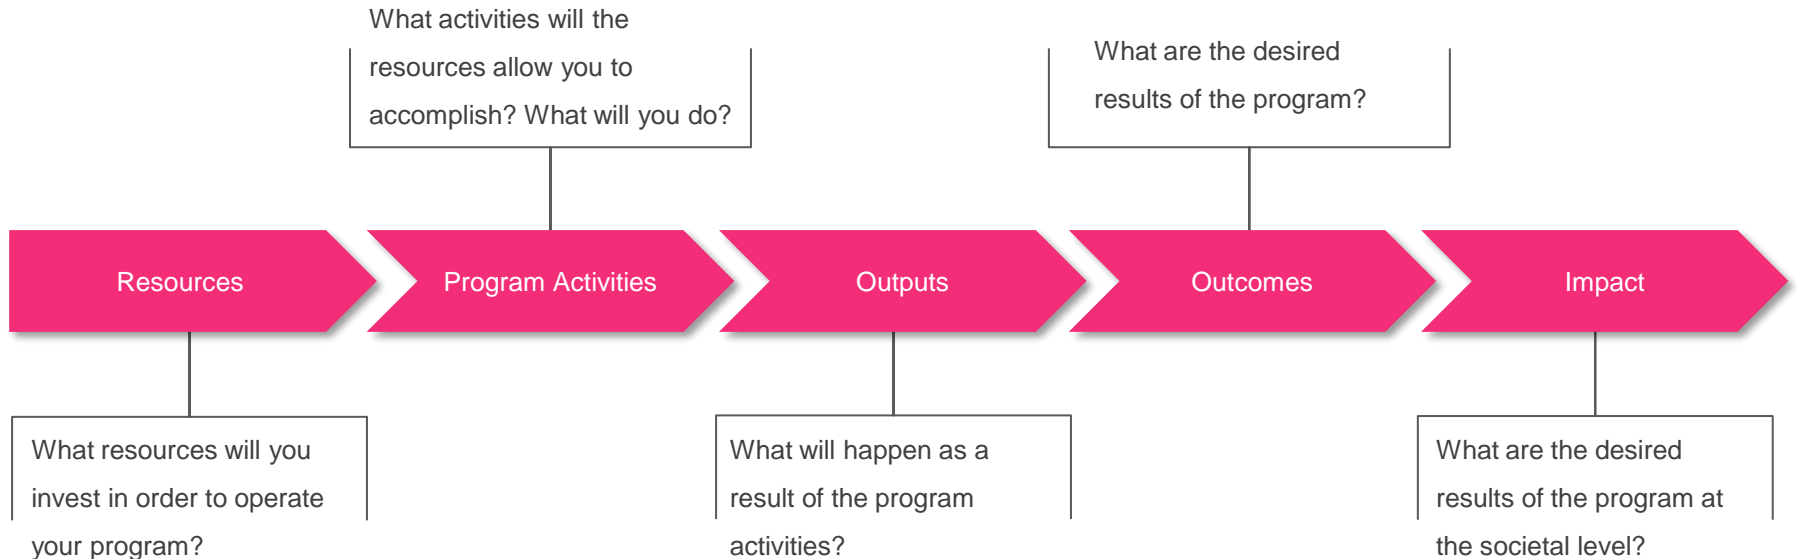 What activities will the
resources allow you to
accomplish? What will you do?
What are the desired
results of the program?
Resources
Program Activities
Outputs
Outcomes
Impact
What resources will you
invest in order to operate
your program?
What will happen as a
result of the program
activities?
What are the desired
results of the program at
the societal level?